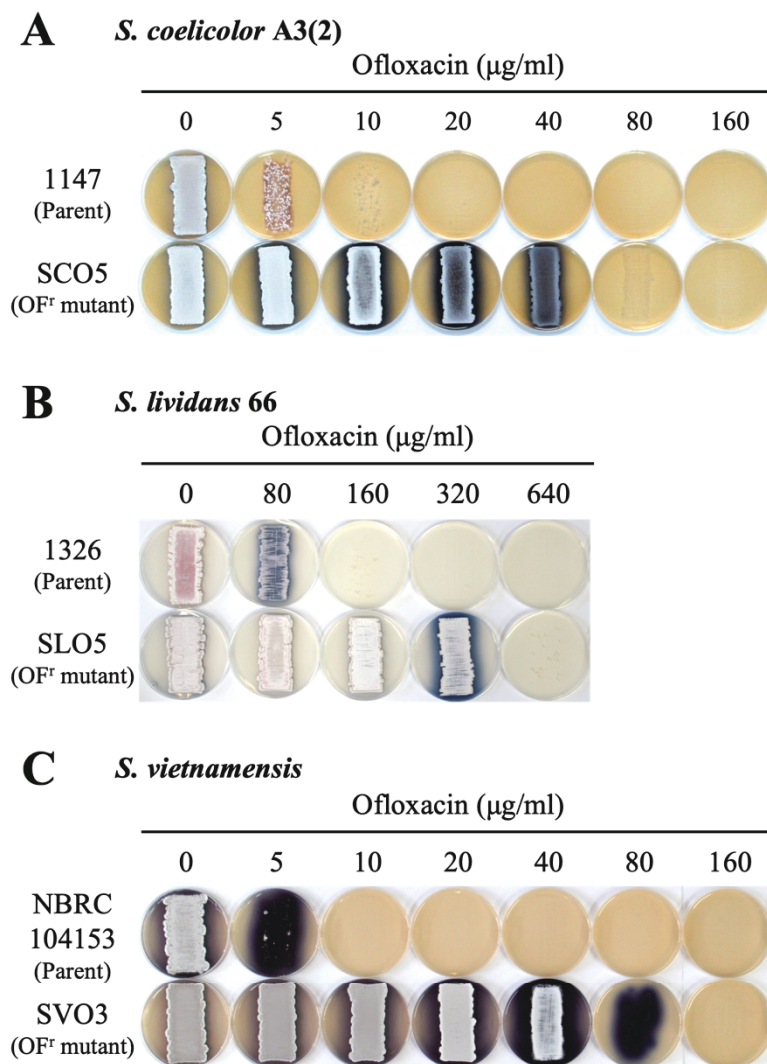 A S. coelicolor A3(2)
Ofloxacin (μg/ml)
0 5 10 20 40 80 160
1147
(Parent)
SCO5
(OFʳ mutant)
B S. lividans 66
Ofloxacin (μg/ml)
0 80 160 320 640
1326
(Parent)
SLO5
(OFʳ mutant)
C S. vietnamensis
Ofloxacin (μg/ml)
0 5 10 20 40 80 160
NBRC
104153
(Parent)
SVO3
(OFʳ mutant)